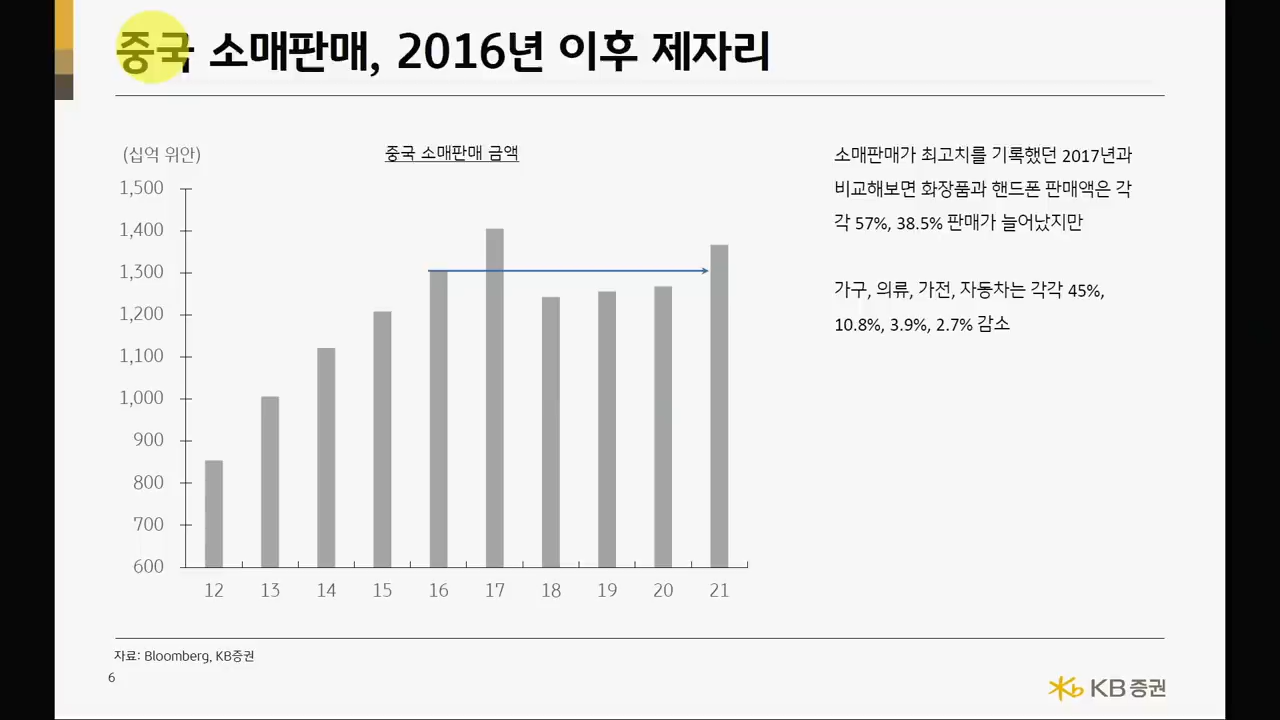 중국 소매판매, 2016년 이후 제자리
(십억 위안)
중국 소매판매 금액
1,500
1,400
1,300
1,200
1,100
1,000
900
800
700
600
12 13 14 15 16 17 18 19 20 21
소매판매가 최고치를 기록했던 2017년과
비교해보면 화장품과 핸드폰 판매액은 각
각 57%, 38.5% 판매가 늘어났지만
가구, 의류, 가전, 자동차는 각각 45%,
10.8%, 3.9%, 2.7% 감소
자료: Bloomberg, KB증권
6
KB증권